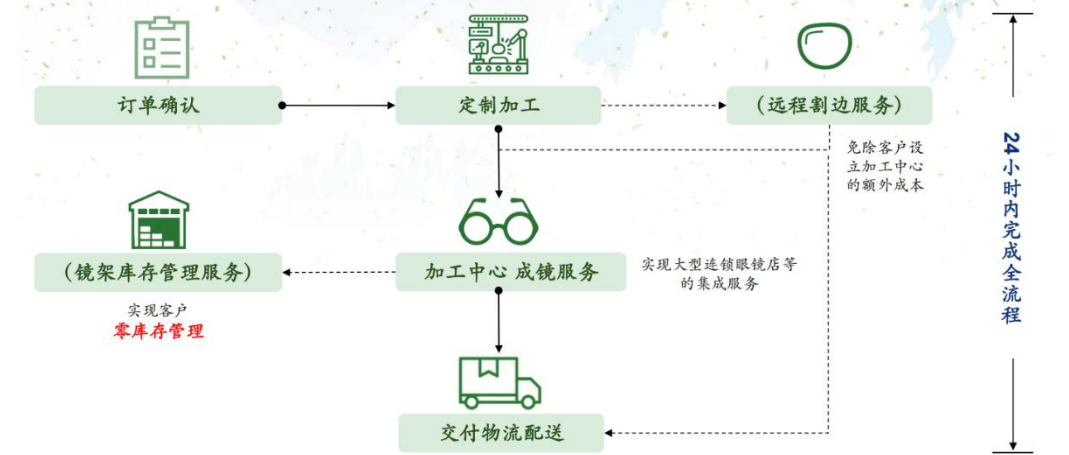 订单确认
定制加工
(远程割边服务)
免除客户设
立加工中心
的额外成本
(镜架库存管理服务)
实现客户
零库存管理
加工中心 成镜服务
实现大型连锁眼镜店等
的集成服务
交付物流配送
24小时内完成全流程